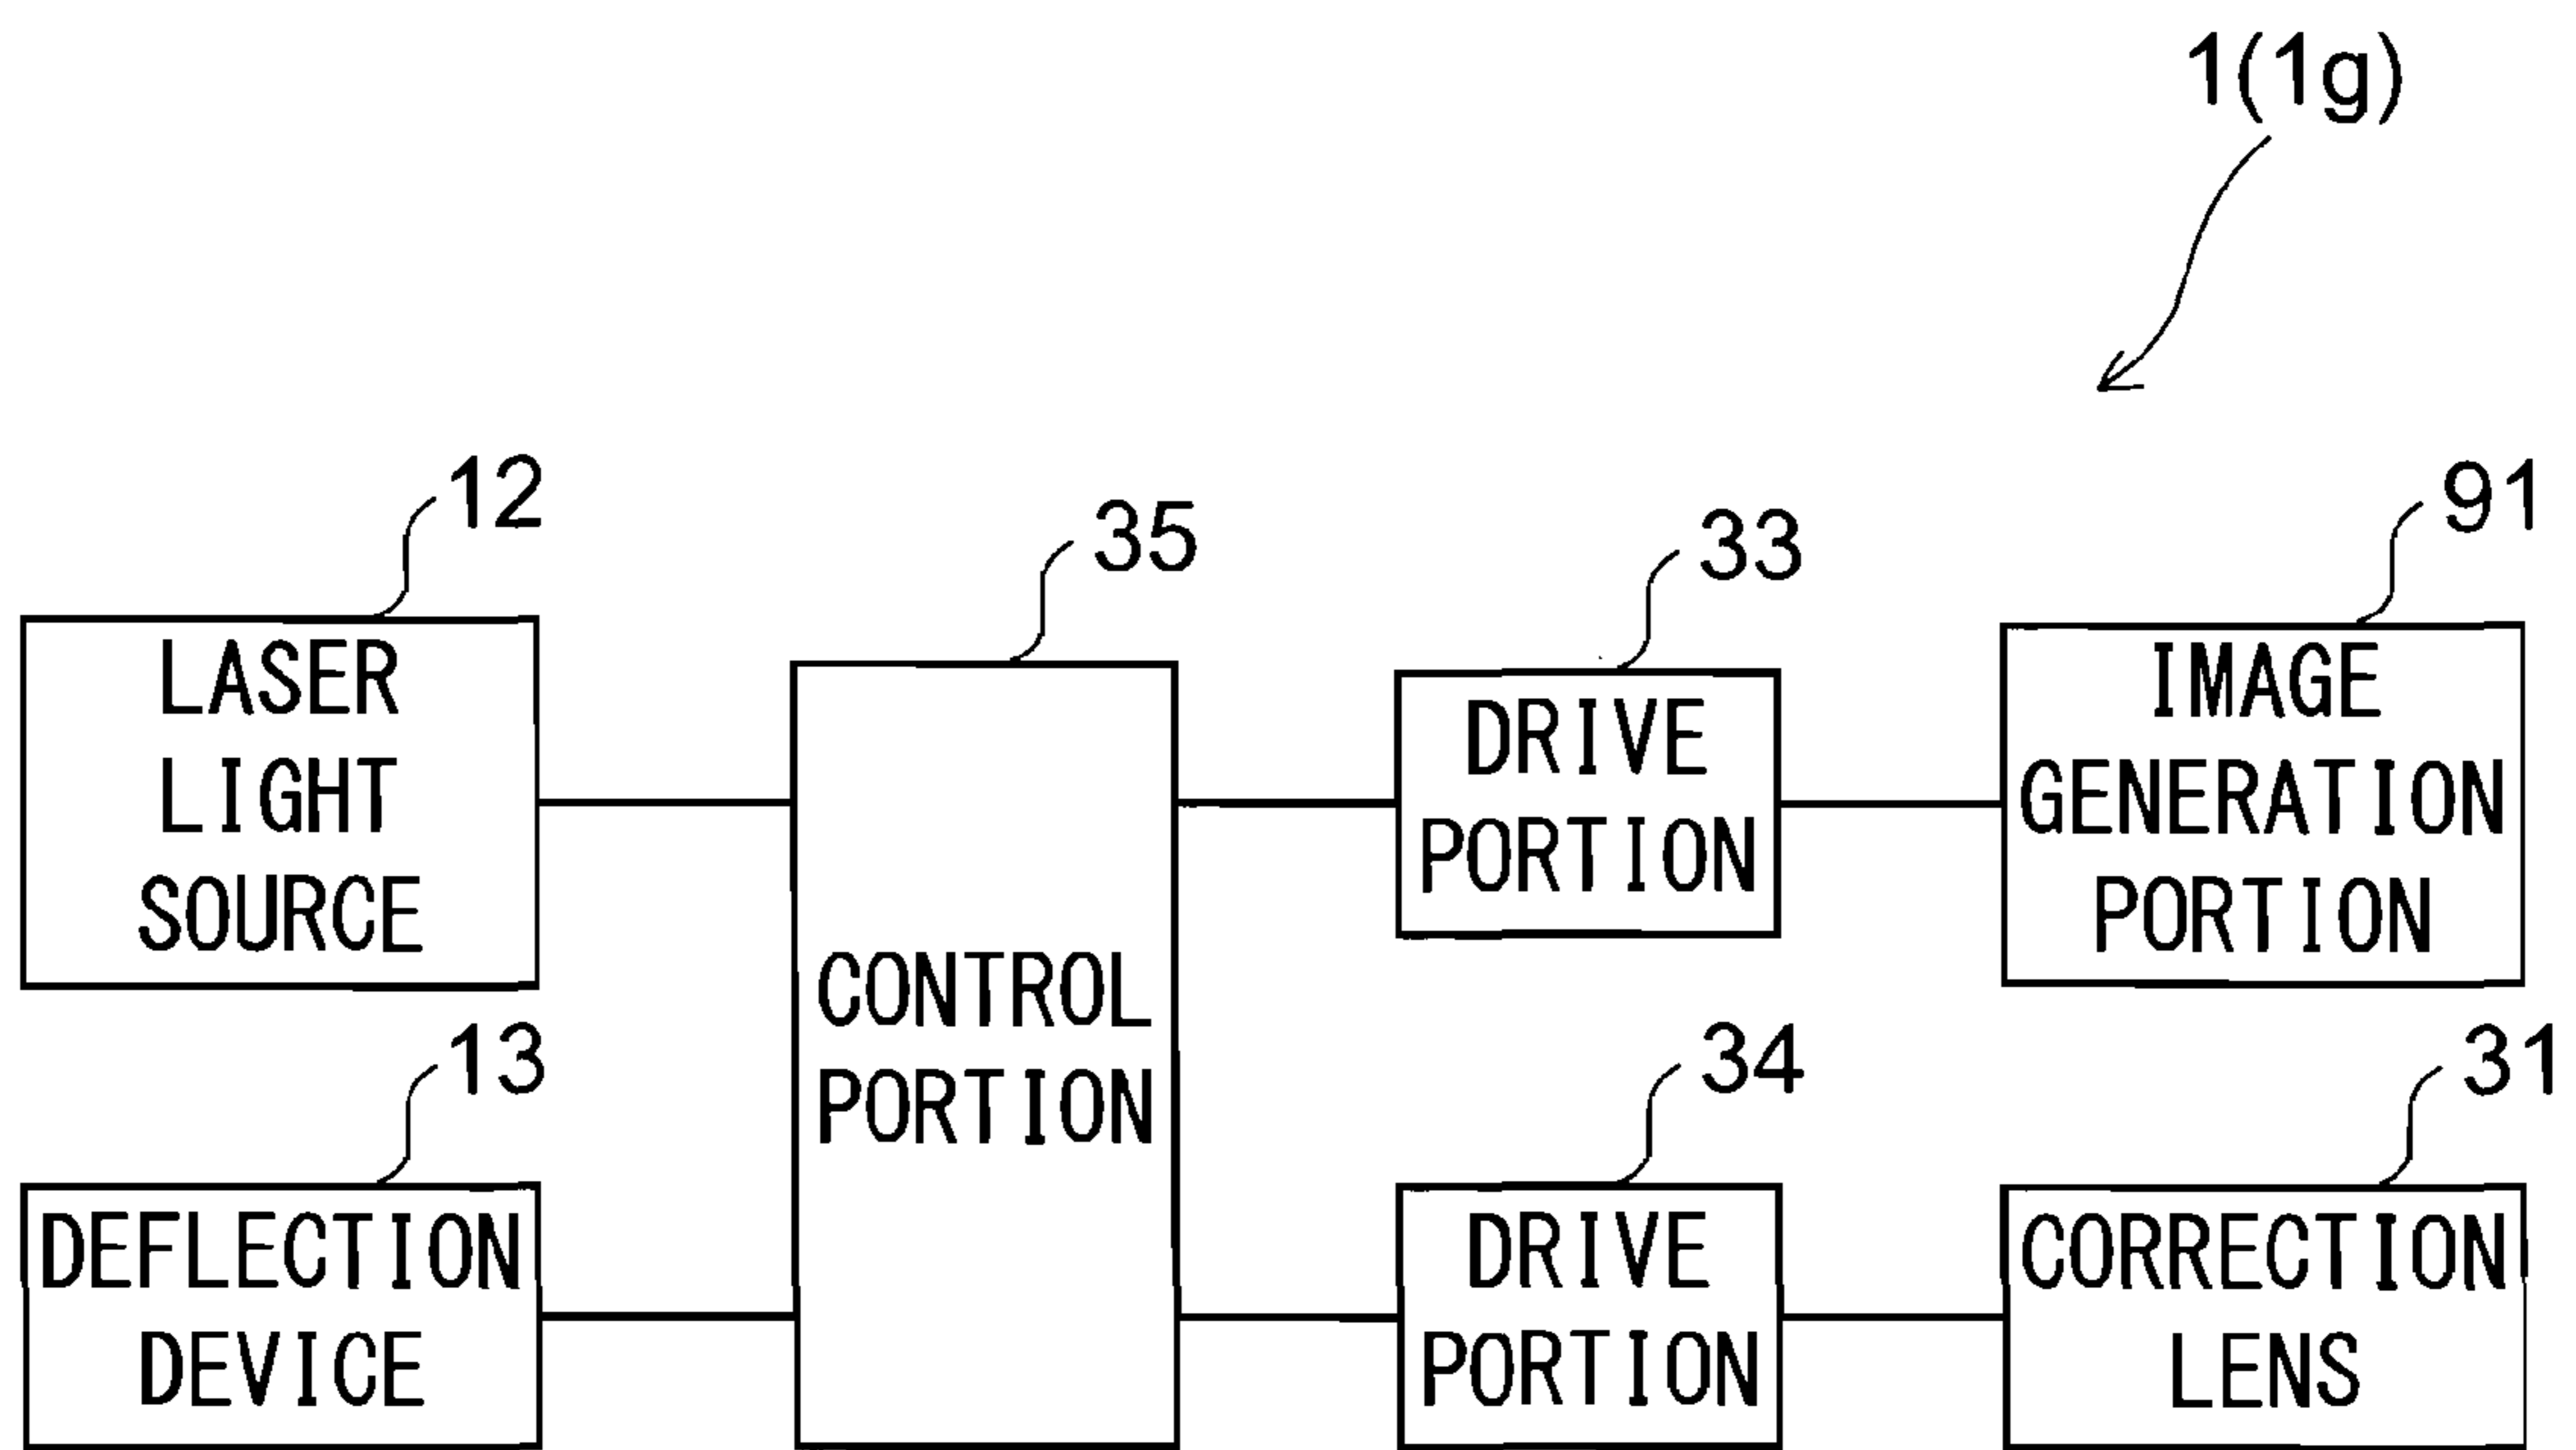 1(1g)
12
LASER
LIGHT
SOURCE
35
CONTROL
PORTION
33
DRIVE
PORTION
91
IMAGE
GENERATION
PORTION
13
DEFLECTION
DEVICE
34
DRIVE
PORTION
31
CORRECTION
LENS